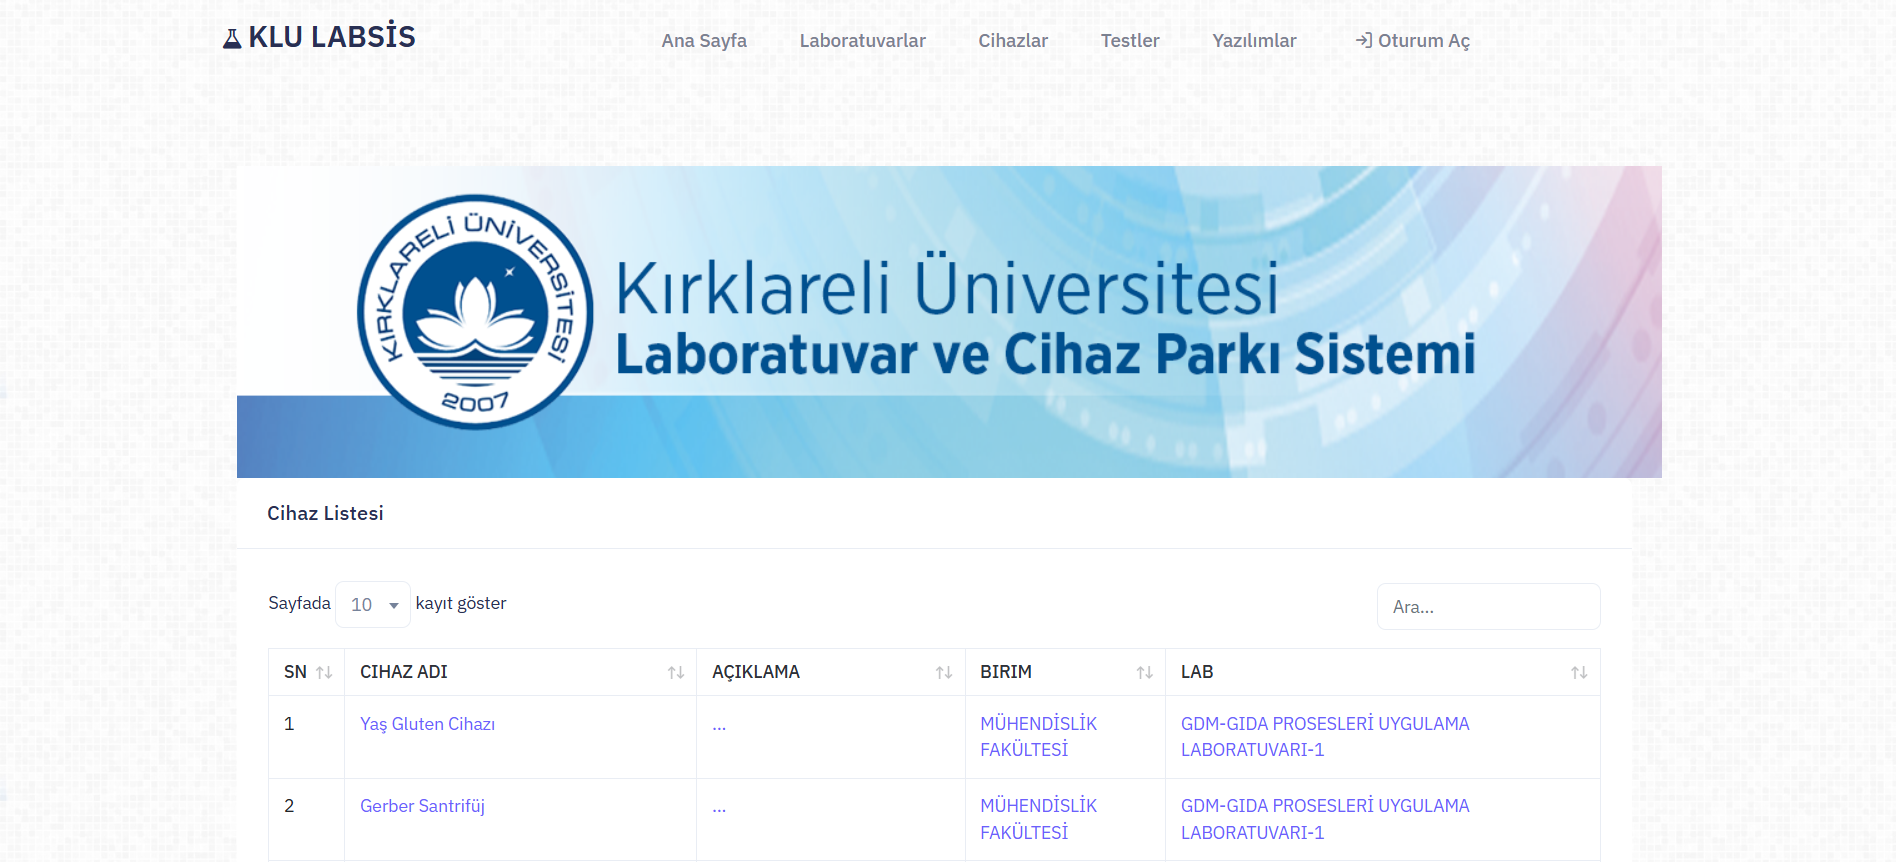 KLU LABSİS
Ana Sayfa
Laboratuvarlar
Cihazlar
Testler
Yazılımlar
Oturum Aç
KIRKLARELİ ÜNİVERSİTESİ
2007
Kırklareli Üniversitesi
Laboratuvar ve Cihaz Parkı Sistemi
Cihaz Listesi
Sayfada 10 kayıt göster
Ara...
SN CIHAZ ADI AÇIKLAMA BIRIM LAB
1 Yaş Gluten Cihazı ... MÜHENDİSLİK FAKÜLTESİ GDM-GIDA PROSESLERİ UYGULAMA LABORATUVARI-1
2 Gerber Santrifüj ... MÜHENDİSLİK FAKÜLTESİ GDM-GIDA PROSESLERİ UYGULAMA LABORATUVARI-1